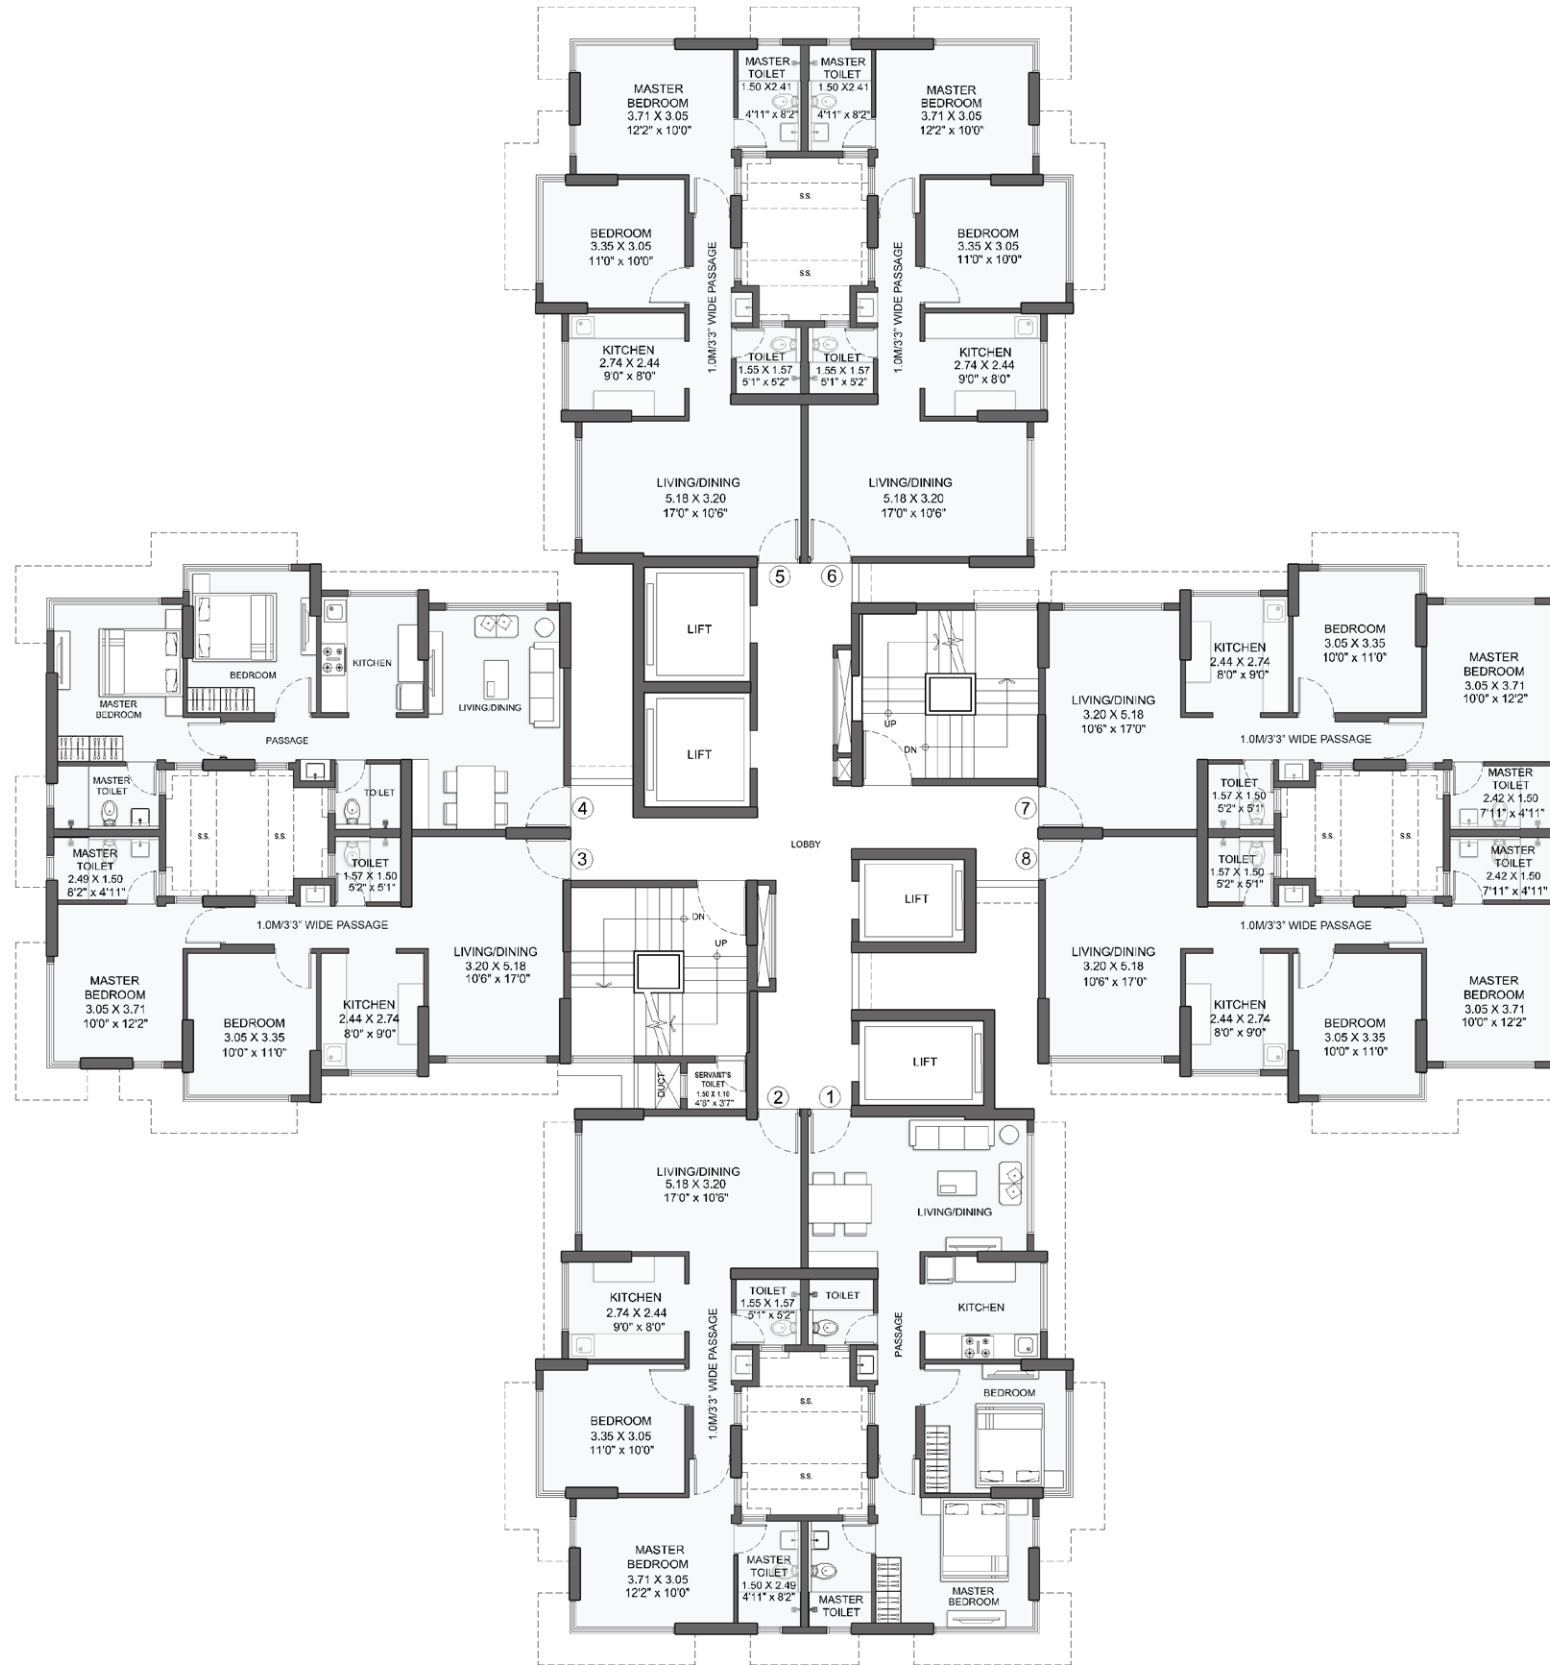 MASTER
TOILET
1.50 X2.41
4'11" x 8'2"
MASTER
TOILET
1.50 X2.41
4'11" x 8'2"
MASTER
BEDROOM
3.71 X 3.05
12'2" x 10'0"
MASTER
BEDROOM
3.71 X 3.05
12'2" x 10'0"
S.S.
BEDROOM
3.35 X 3.05
11'0" x 10'0"
1.0M/3'3" WIDE PASSAGE
S.S.
1.0M/3'3" WIDE PASSAGE
BEDROOM
3.35 X 3.05
11'0" x 10'0"
KITCHEN
2.74 X 2.44
9'0" x 8'0"
TOILET
1.55 X 1.57
5'1" x 5'2"
TOILET
1.55 X 1.57
5'1" x 5'2"
KITCHEN
2.74 X 2.44
9'0" x 8'0"
LIVING/DINING
5.18 X 3.20
17'0" x 10'6"
LIVING/DINING
5.18 X 3.20
17'0" x 10'6"
5
6
LIFT
LIFT
UP
DN
MASTER
BEDROOM
BEDROOM
KITCHEN
LIVING/DINING
PASSAGE
MASTER
TOILET
S.S.
S.S.
TOILET
4
3
MASTER
TOILET
2.49 X 1.50
8'2" x 4'11"
TOILET
1.57 X 1.50
5'2" x 5'1"
1.0M/3'3" WIDE PASSAGE
MASTER
BEDROOM
3.05 X 3.71
10'0" x 12'2"
BEDROOM
3.05 X 3.35
10'0" x 11'0"
KITCHEN
2.44 X 2.74
8'0" x 9'0"
LIVING/DINING
3.20 X 5.18
10'6" x 17'0"
LOBBY
LIVING/DINING
3.20 X 5.18
10'6" x 17'0"
KITCHEN
2.44 X 2.74
8'0" x 9'0"
BEDROOM
3.05 X 3.35
10'0" x 11'0"
MASTER
BEDROOM
3.05 X 3.71
10'0" x 12'2"
1.0M/3'3" WIDE PASSAGE
7
8
TOILET
1.57 X 1.50
5'2" x 5'1"
S.S.
S.S.
MASTER
TOILET
2.42 X 1.50
7'11" x 4'11"
TOILET
1.57 X 1.50
5'2" x 5'1"
MASTER
TOILET
2.42 X 1.50
7'11" x 4'11"
1.0M/3'3" WIDE PASSAGE
LIVING/DINING
3.20 X 5.18
10'6" x 17'0"
KITCHEN
2.44 X 2.74
8'0" x 9'0"
BEDROOM
3.05 X 3.35
10'0" x 11'0"
MASTER
BEDROOM
3.05 X 3.71
10'0" x 12'2"
LIFT
DN
UP
LIFT
DUCT
SERVANT'S
TOILET
1.50 X 1.10
4'8" x 3'7"
2
1
LIVING/DINING
5.18 X 3.20
17'0" x 10'6"
LIVING/DINING
KITCHEN
2.74 X 2.44
9'0" x 8'0"
TOILET
1.55 X 1.57
5'1" x 5'2"
TOILET
KITCHEN
1.0M/3'3" WIDE PASSAGE
PASSAGE
BEDROOM
3.35 X 3.05
11'0" x 10'0"
S.S.
S.S.
BEDROOM
MASTER
BEDROOM
3.71 X 3.05
12'2" x 10'0"
MASTER
TOILET
1.50 X 2.49
4'11" x 8'2"
MASTER
TOILET
MASTER
BEDROOM